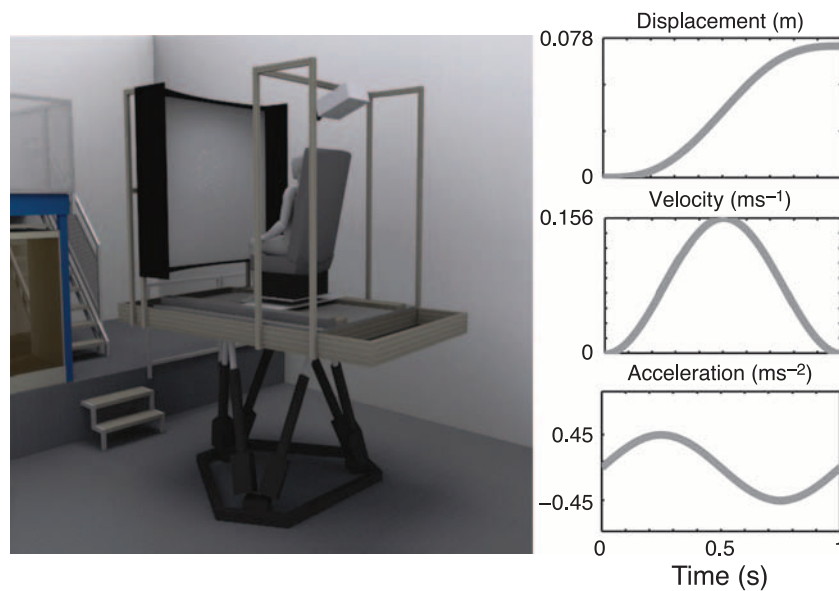 Displacement (m)
0.078
0
Velocity (ms–1)
0.156
0
Acceleration (ms–2)
0.45
–0.45
0 0.5 1
Time (s)